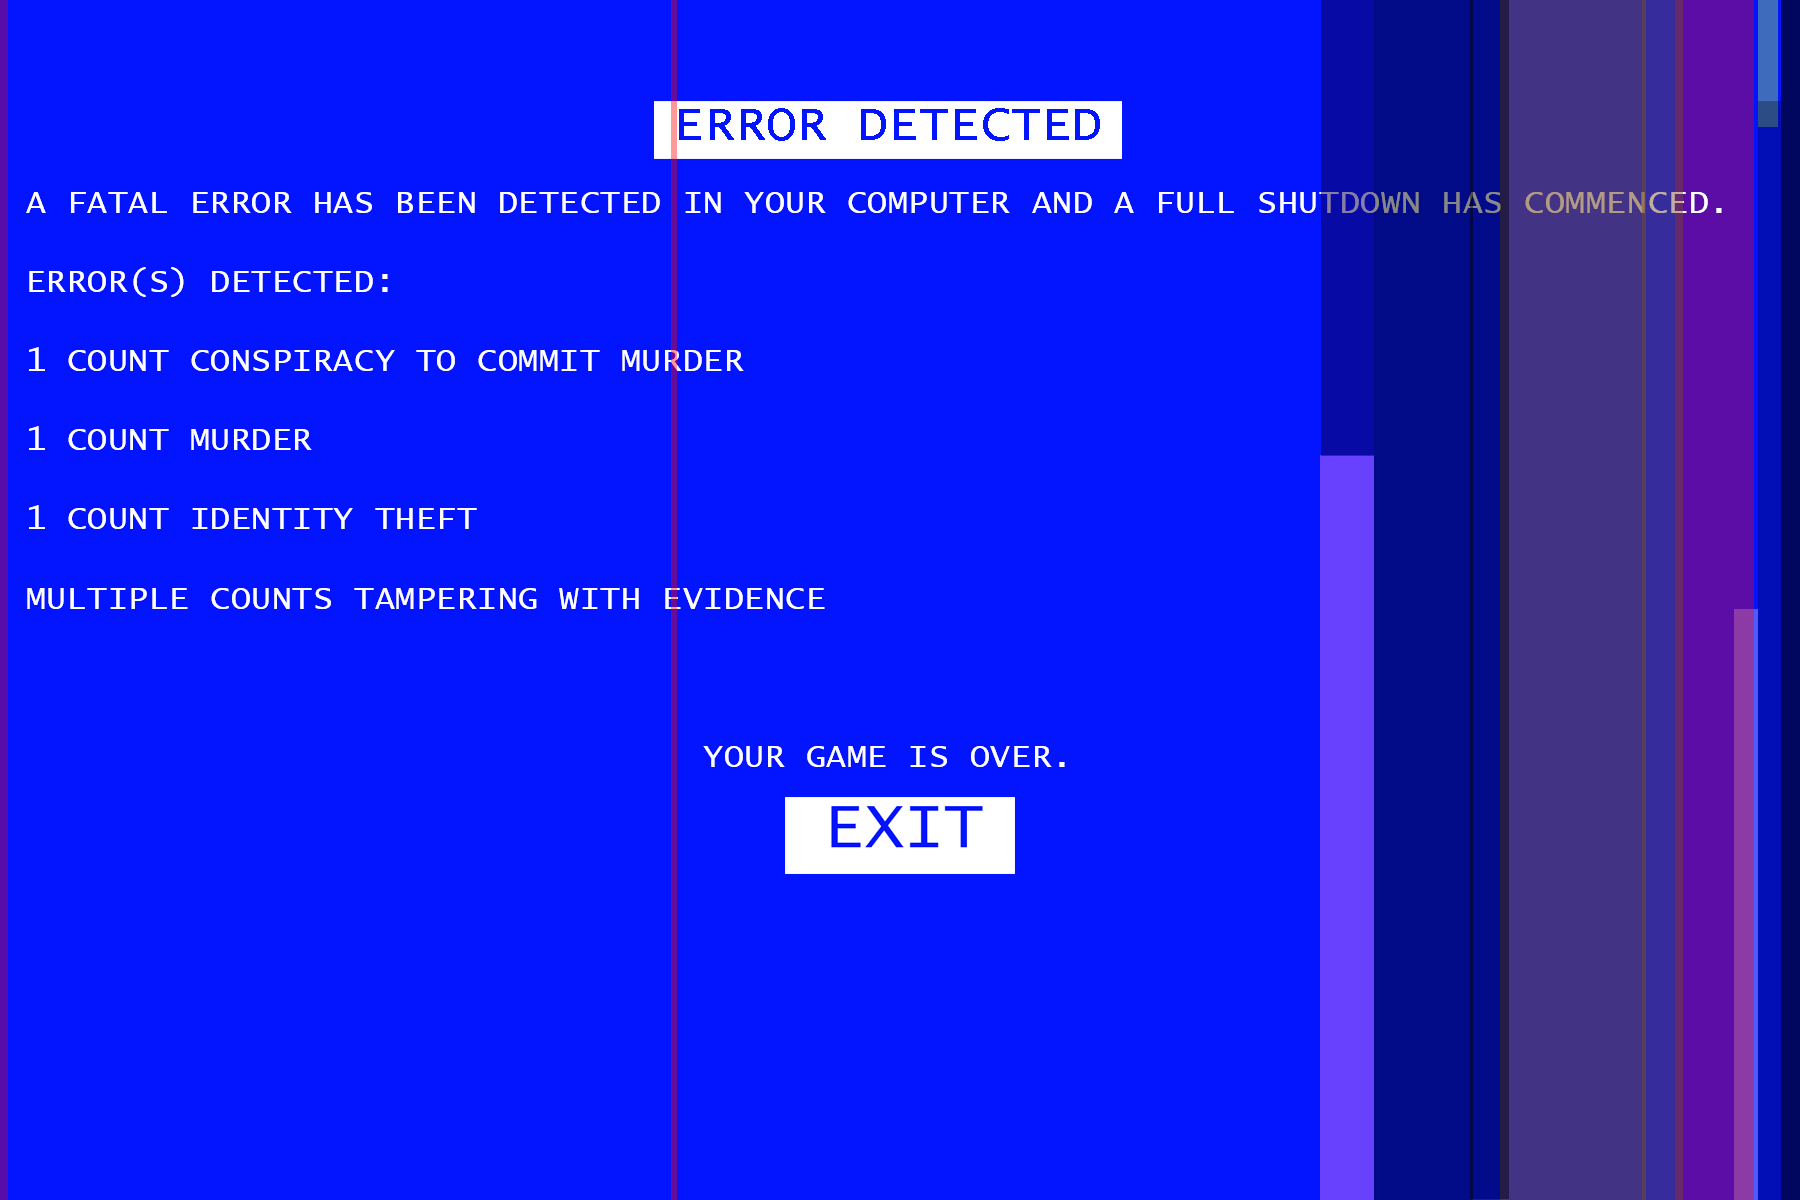 ERROR DETECTED
A FATAL ERROR HAS BEEN DETECTED IN YOUR COMPUTER AND A FULL SHUTDOWN HAS COMMENCED.
ERROR(S) DETECTED:
1 COUNT CONSPIRACY TO COMMIT MURDER
1 COUNT MURDER
1 COUNT IDENTITY THEFT
MULTIPLE COUNTS TAMPERING WITH EVIDENCE
YOUR GAME IS OVER.
EXIT